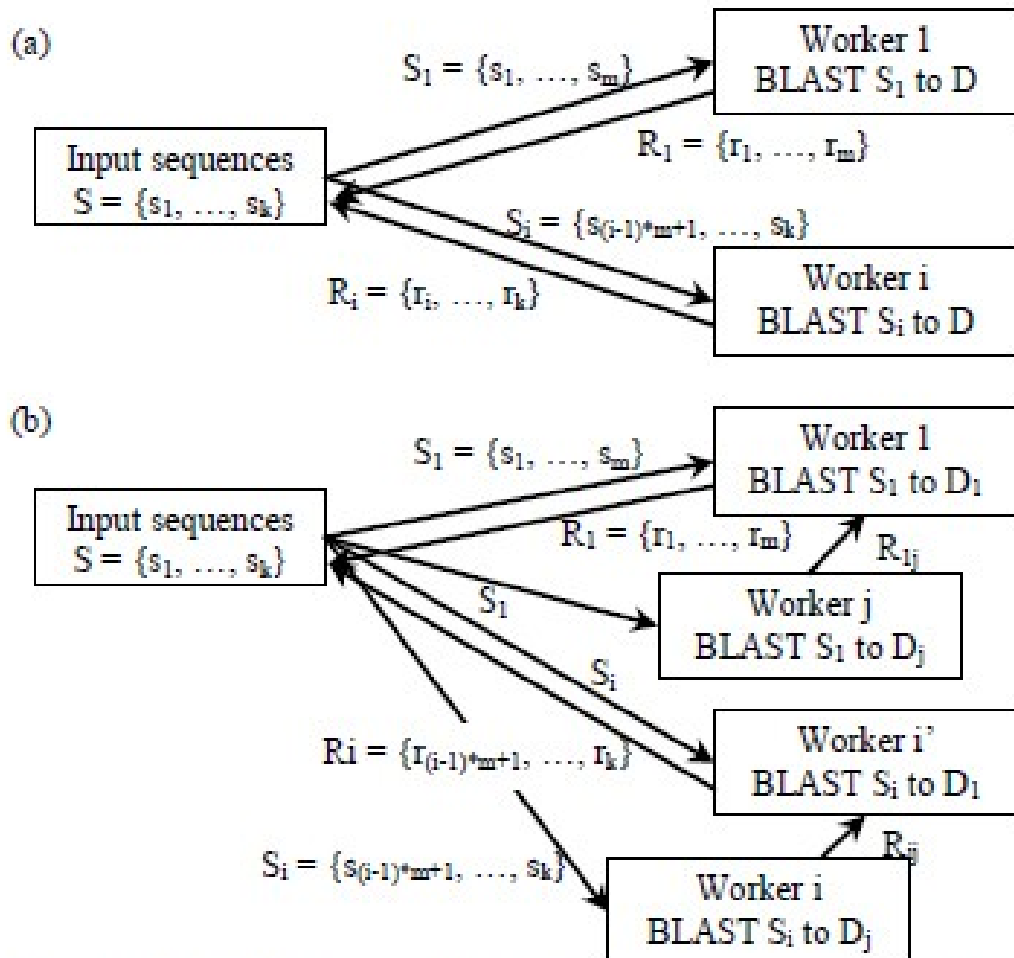 (a)
Worker 1
BLAST S₁ to D
S₁ = {s₁, …, sₘ}
R₁ = {r₁, …, rₘ}
Input sequences
S = {s₁, …, sₖ}
Sᵢ = {s₍ᵢ₋₁₎*ₘ₊₁, …, sₖ}
Rᵢ = {rᵢ, …, rₖ}
Worker i
BLAST Sᵢ to D
(b)
Worker 1
BLAST S₁ to D₁
S₁ = {s₁, …, sₘ}
Input sequences
S = {s₁, …, sₖ}
R₁ = {r₁, …, rₘ}
R₁ⱼ
S₁
Worker j
BLAST S₁ to Dⱼ
Sᵢ
Ri = {r₍ᵢ₋₁₎*ₘ₊₁, …, rₖ}
Worker i’
BLAST Sᵢ to D₁
Rᵢⱼ
Sᵢ = {s₍ᵢ₋₁₎*ₘ₊₁, …, sₖ}
Worker i
BLAST Sᵢ to Dⱼ